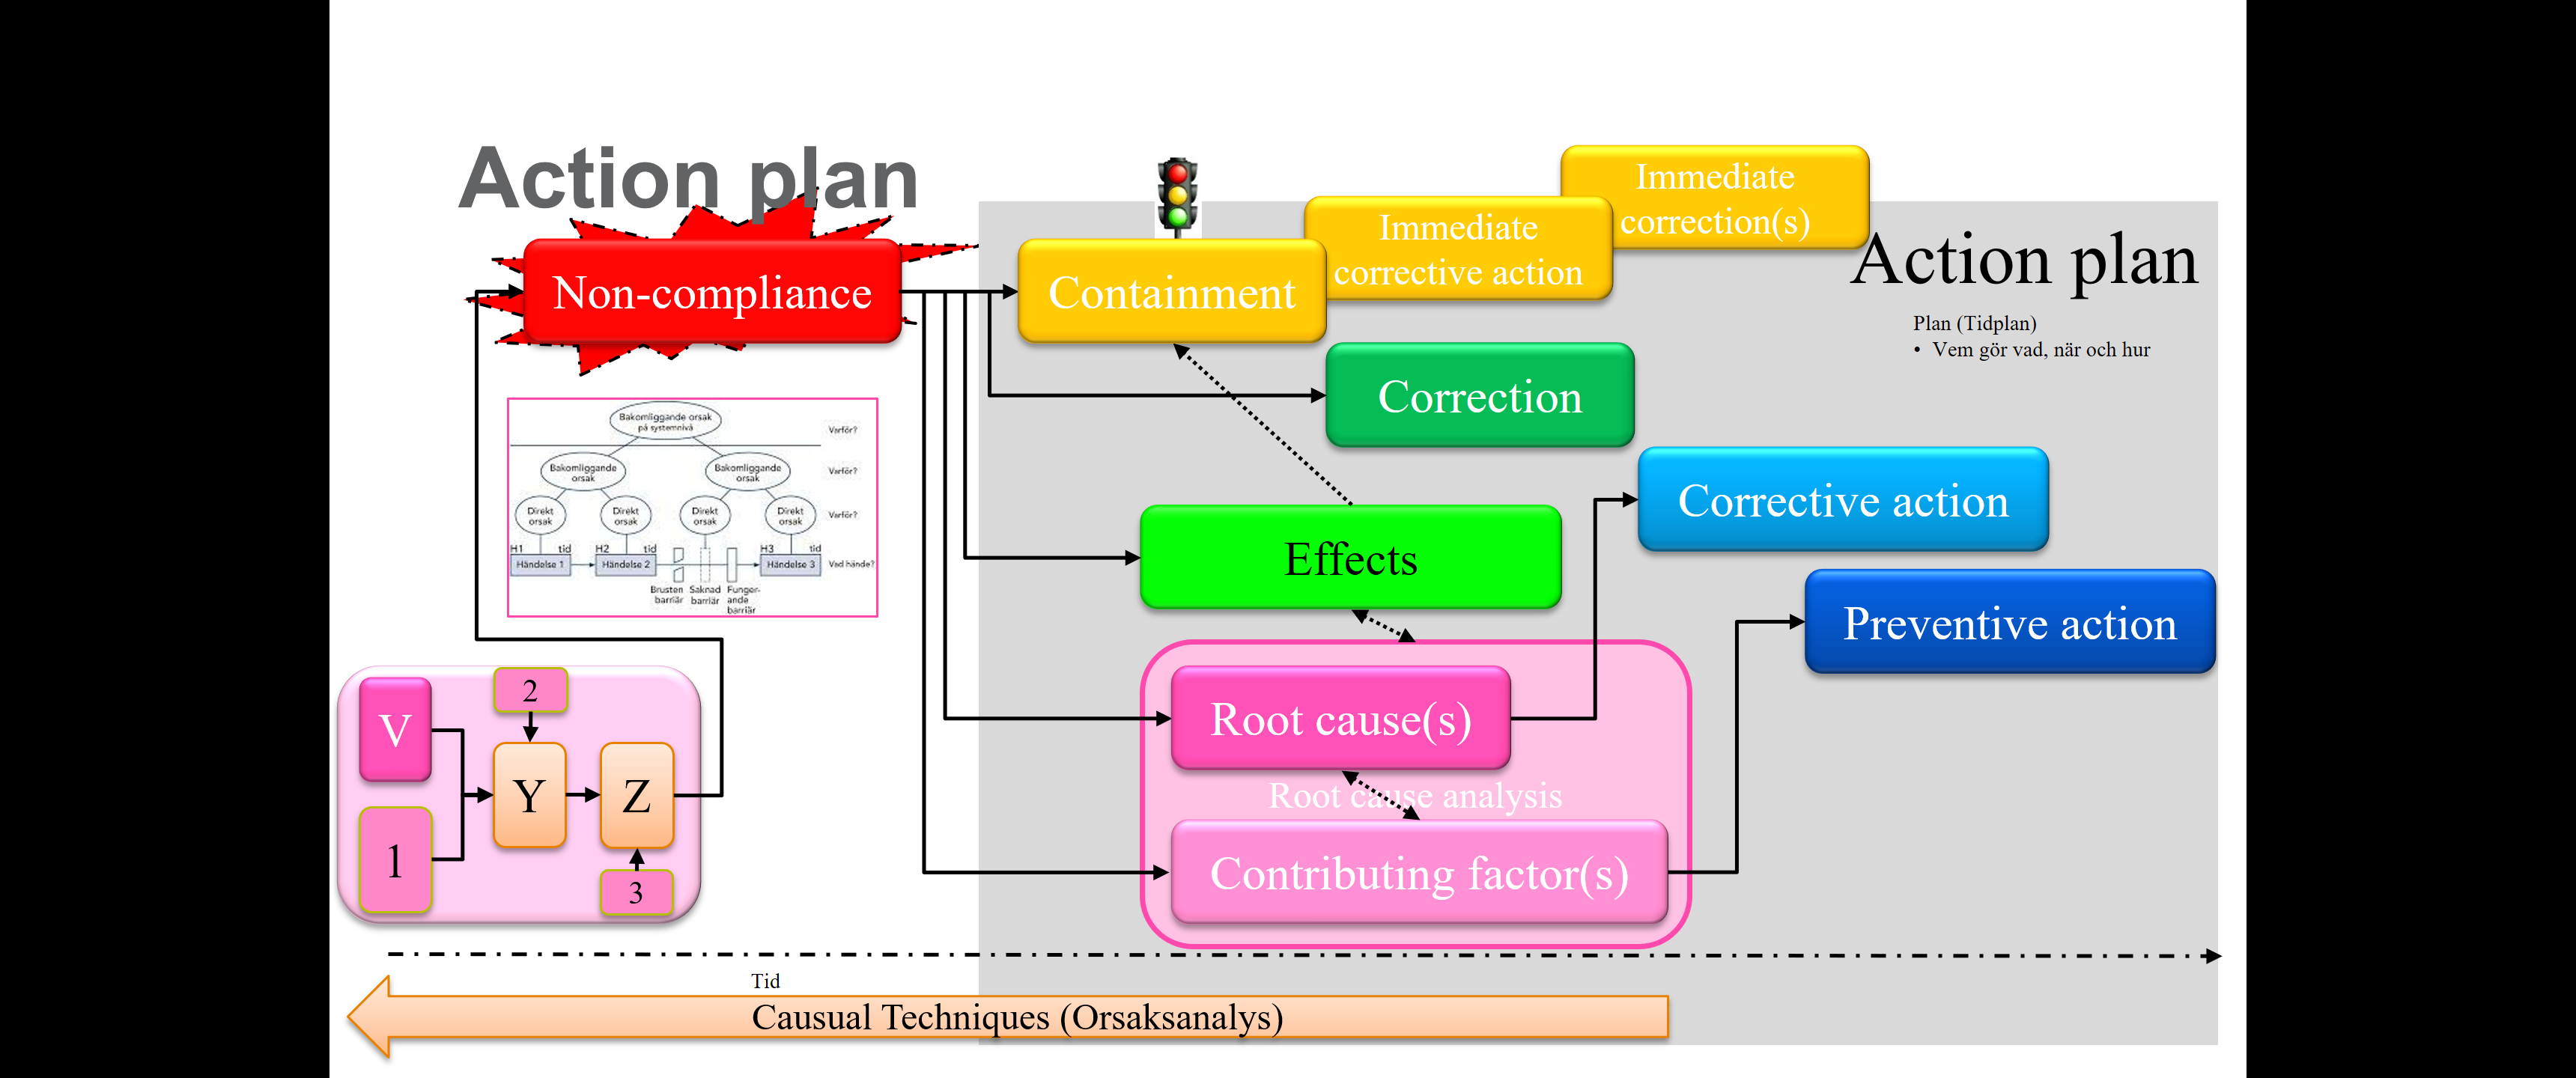 Action plan
Immediate
correction(s)
Immediate
corrective action
Non-compliance
Containment
Action plan
Plan (Tidplan)
• Vem gör vad, när och hur
Correction
Bakomliggande orsak
på systemnivå
Varför?
Bakomliggande
orsak
Bakomliggande
orsak
Varför?
Direkt
orsak
Direkt
orsak
Direkt
orsak
Direkt
orsak
Varför?
H1 tid
H2 tid
H3 tid
Händelse 1
Händelse 2
Händelse 3
Vad hände?
Brusten
barriär
Saknad
barriär
Funger-
ande
barriär
Corrective action
Effects
Preventive action
Root cause(s)
Root cause analysis
Contributing factor(s)
V
2
Y
Z
1
3
Tid
Causual Techniques (Orsaksanalys)